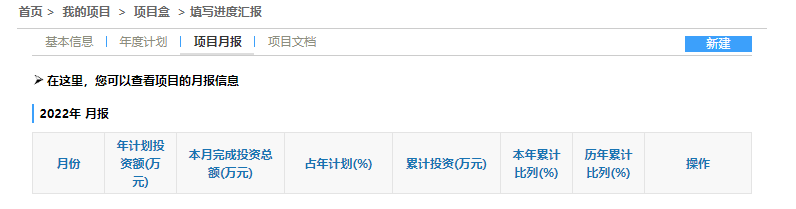 首页 > 我的项目 > 项目盒 > 填写进度汇报
基本信息 年度计划 项目月报 项目文档 新建
在这里，您可以查看项目的月报信息
2022年 月报
月份 年计划投资额(万元) 本月完成投资总额(万元) 占年计划(%) 累计投资(万元) 本年累计比列(%) 历年累计比列(%) 操作